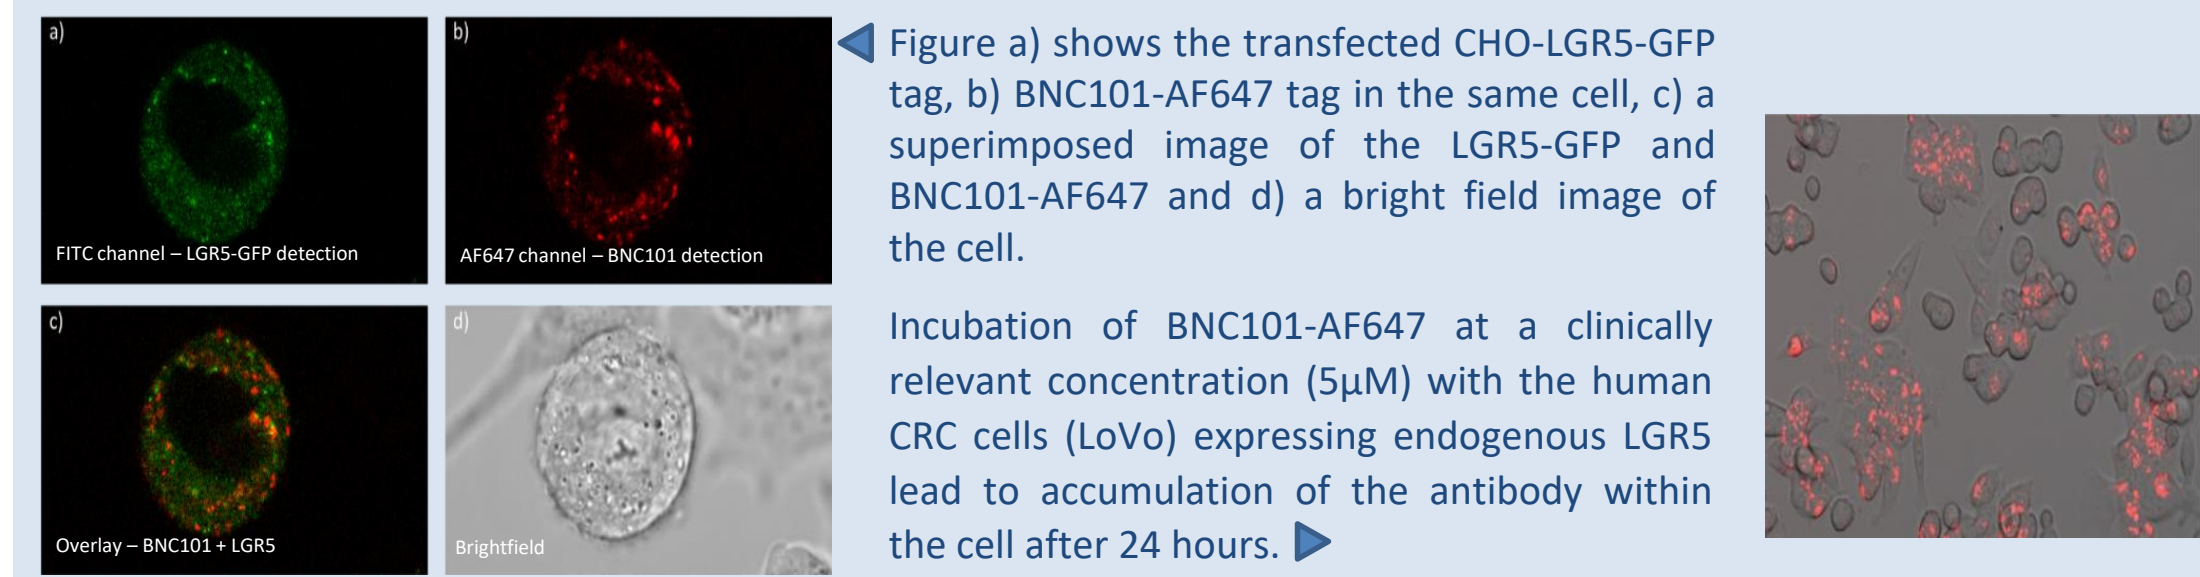 a)
FITC channel – LGR5-GFP detection
b)
AF647 channel – BNC101 detection
c)
Overlay – BNC101 + LGR5
d)
Brightfield
Figure a) shows the transfected CHO-LGR5-GFP
tag, b) BNC101-AF647 tag in the same cell, c) a
superimposed image of the LGR5-GFP and
BNC101-AF647 and d) a bright field image of
the cell.
Incubation of BNC101-AF647 at a clinically
relevant concentration (5µM) with the human
CRC cells (LoVo) expressing endogenous LGR5
lead to accumulation of the antibody within
the cell after 24 hours.